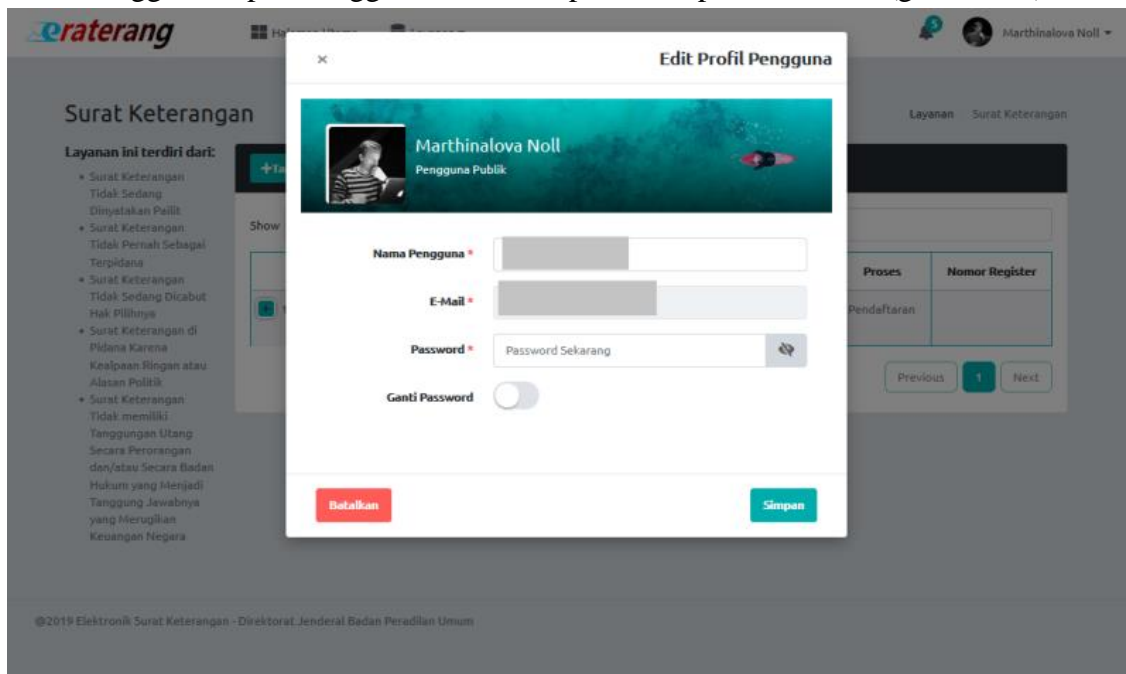 eraterang
5
Marthinalova Noll
×
Edit Profil Pengguna
Surat Keterangan
Layanan Surat Keterangan
Layanan ini terdiri dari:
Surat Keterangan
Tidak Sedang
Dinyatakan Pailit
Surat Keterangan
Tidak Pernah Sebagai
Terpidana
Surat Keterangan
Tidak Sedang Dicabut
Hak Pilihnya
Surat Keterangan di
Pidana Karena
Kealpaan Ringan atau
Alasan Politik
Surat Keterangan
Tidak memiliki
Tanggungan Utang
Secara Perorangan
dan/atau Secara Badan
Hukum yang Menjadi
Tanggung Jawabnya
yang Merugikan
Keuangan Negara
Show
Marthinalova Noll
Pengguna Publik
Nama Pengguna *
E-Mail *
Password *
Password Sekarang
Ganti Password
Batalkan
Simpan
Proses Nomor Register
Pendaftaran
Previous 1 Next
@2019 Elektronik Surat Keterangan - Direktorat Jenderal Badan Peradilan Umum